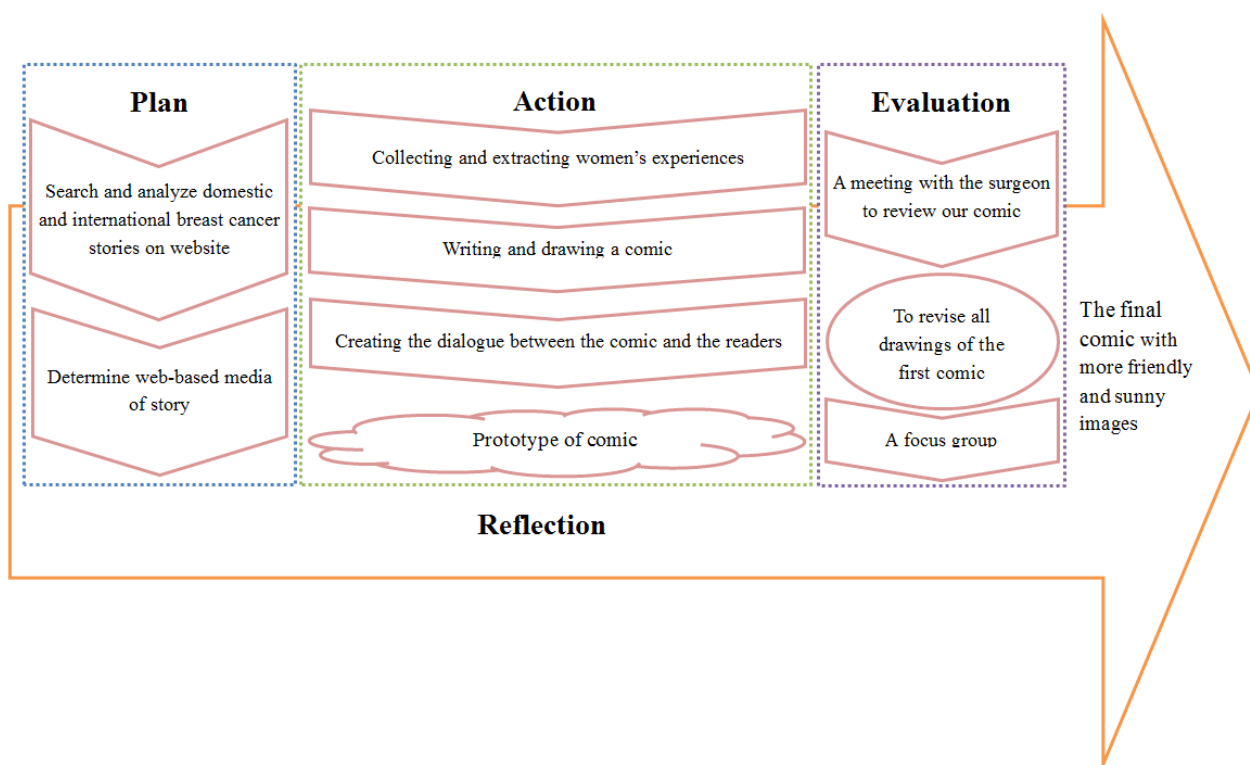 Plan
Search and analyze domestic
and international breast cancer
stories on website
Determine web-based media
of story
Action
Collecting and extracting women's experiences
Writing and drawing a comic
Creating the dialogue between the comic and the readers
Prototype of comic
Evaluation
A meeting with the surgeon
to review our comic
To revise all
drawings of the
first comic
A focus group
The final
comic with
more friendly
and sunny
images
Reflection